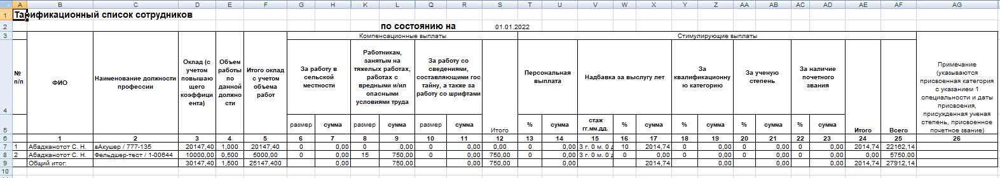 A B C D E F G H K L Q R S T U V W X Y Z AA AB AC AD AE AF AG
1 Тарификационный список сотрудников
2 по состоянию на 01.01.2022
3 Компенсационные выплаты Стимулирующие выплаты
№ п/п
ФИО
Наименование должности
профессии
Оклад (с
учетом
повышаю
щего
коэффици
ента)
Объем
работы
по
данной
должно
сти
Итого оклад
с учетом
объема
работ
За работу в
сельской
местности
Работникам,
занятым на
тяжелых работах,
работах с
вредными и/ил
опасными
условиями труда
За работу со
сведениями,
составляющими гос
тайну, а также за
работу со шрифтами
Итого
Персональная
выплата
Надбавка за выслугу лет
За
квалификационну
ю категорию
За ученую
степень
За наличие
почетного
звания
Итого
Всего
Примечание
(указываются
присвоенная категория
с указанием 1
специальности и даты
присвоения,
присужденная ученая
степень, присвоенное
почетное звание)
4
5 размер сумма размер сумма размер сумма % сумма стаж гг.мм.дд. % сумма % сумма % сумма % сумма
6 1 2 3 4 5 6 7 8 9 10 11 12 13 14 15 16 17 18 19 20 21 22 23 24 25 26
7 1 Абаджанотот С. Н. вАкушер / 777-135 20147,40 1,000 20147,40 0 0,00 0 0,00 0 0,00 0,00 0 0,00 3 г. 0 м. 0 д 10 2014,74 0 0,00 0 0,00 0 0,00 2014,74 22162,14
8 2 Абаджанотот С. Н. Фельдшер-тест / 1-00644 10000,00 0,500 5000,00 0 0,00 15 750,00 0 0,00 750,00 0 0,00 3 г. 0 м. 0 д 0 0,00 0 0,00 0 0,00 0 0,00 0,00 5750,00
9 Общий итог: 30147,40 1,500 25147,400 0,00 750,00 0,00 750,00 0,00 2014,74 0,00 0,00 0,00 2014,74 27912,14
10